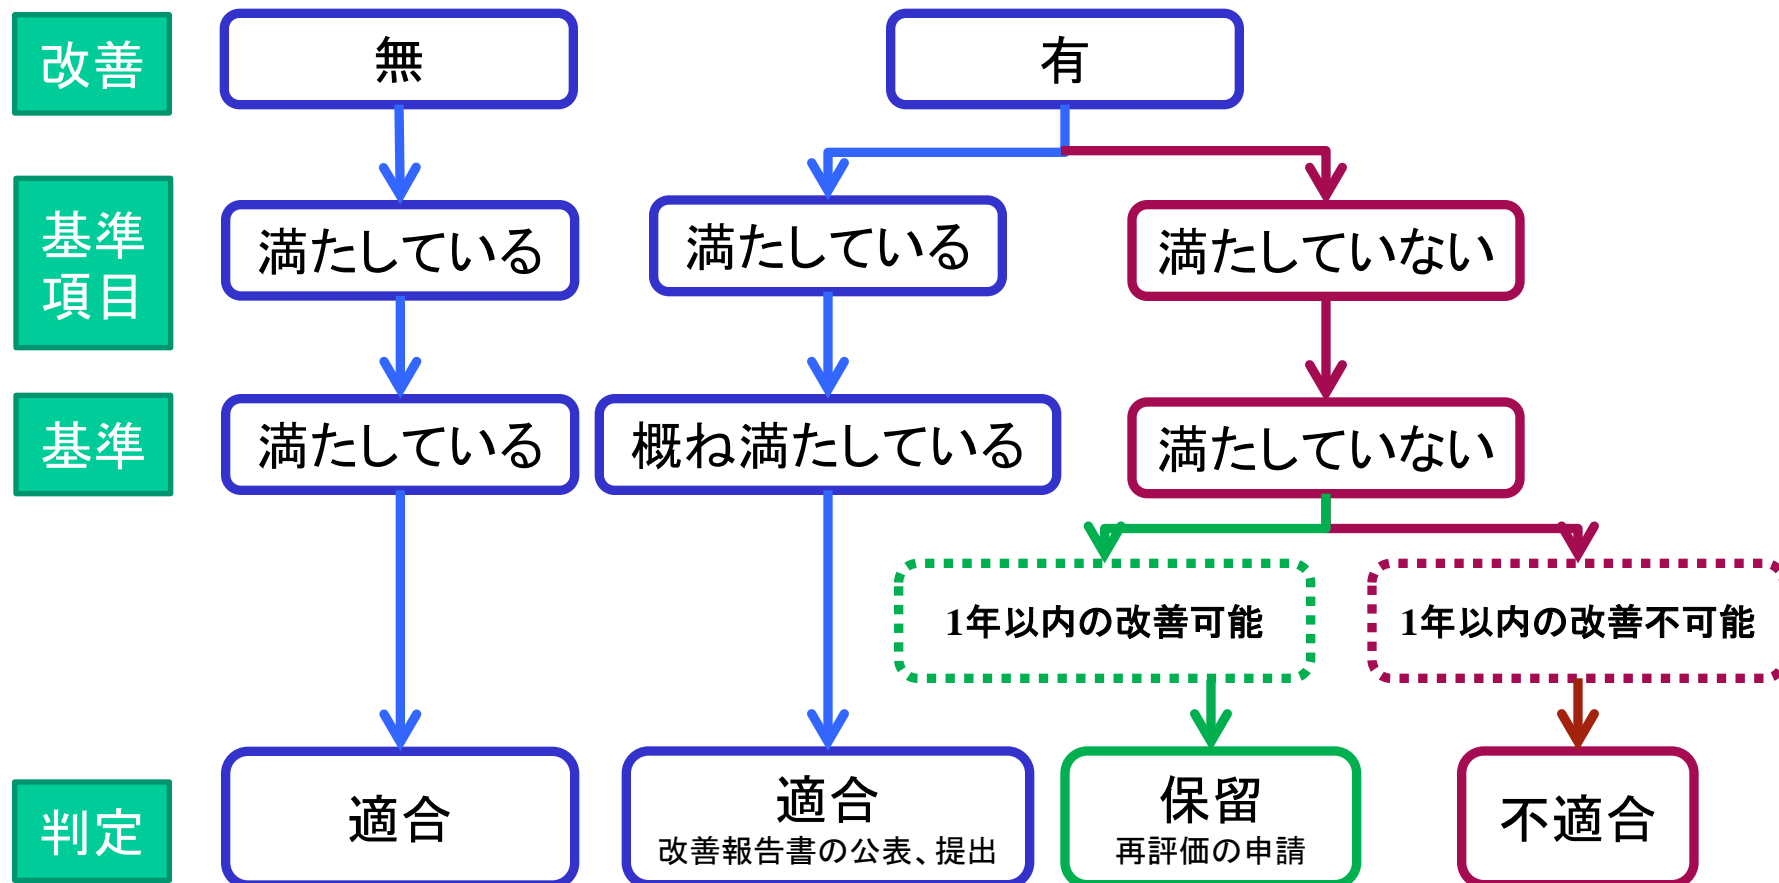 改善
無
有
基準
項目
満たしている
満たしている
満たしていない
基準
満たしている
概ね満たしている
満たしていない
1年以内の改善可能
1年以内の改善不可能
判定
適合
適合
改善報告書の公表、提出
保留
再評価の申請
不適合